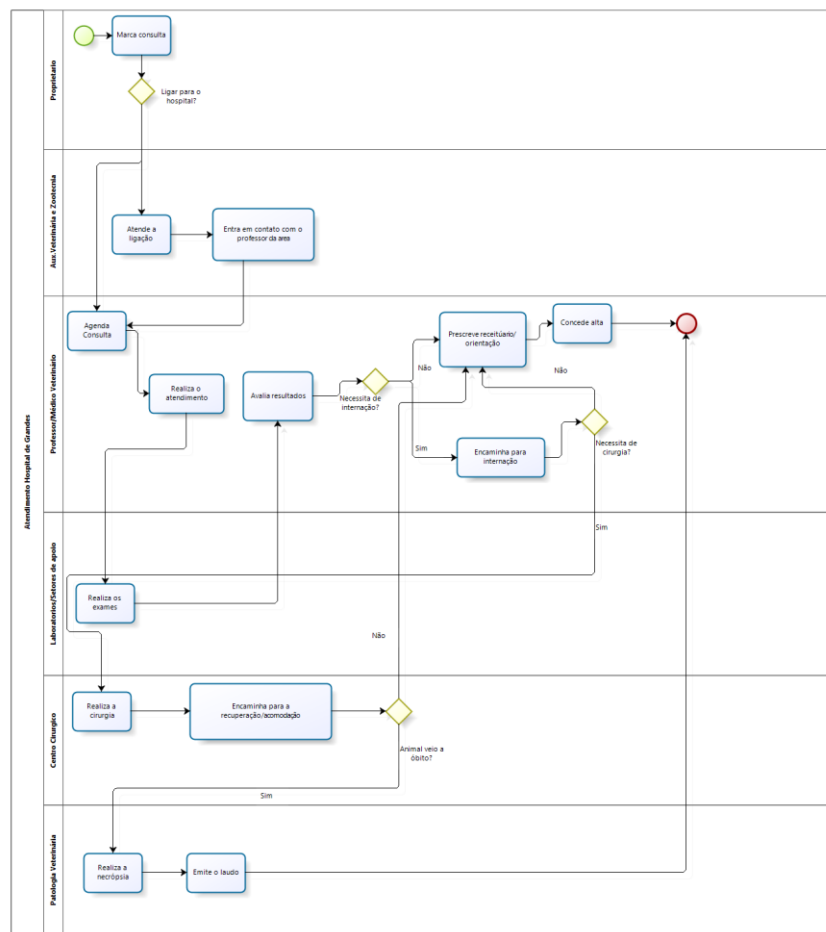 Atendimento Hospital de Grandes
Proprietario
Marca consulta
Ligar para o
hospital?
Aux.Veterinária e Zootecnia
Atende a
ligação
Entra em contato com o
professor da area
Professor/Médico Veterinário
Agenda
Consulta
Realiza o
atendimento
Avalia resultados
Necessita de
internação?
Não
Sim
Prescreve receitúario/
orientação
Concede alta
Encaminha para
internação
Não
Necessita de
cirurgia?
Sim
Laboratorios/Setores de apoio
Realiza os
exames
Não
Centro Cirurgico
Realiza a
cirurgia
Encaminha para a
recuperação/acomodação
Animal veio a
óbito?
Sim
Patologia Veterinária
Realiza a
necrópsia
Emite o laudo